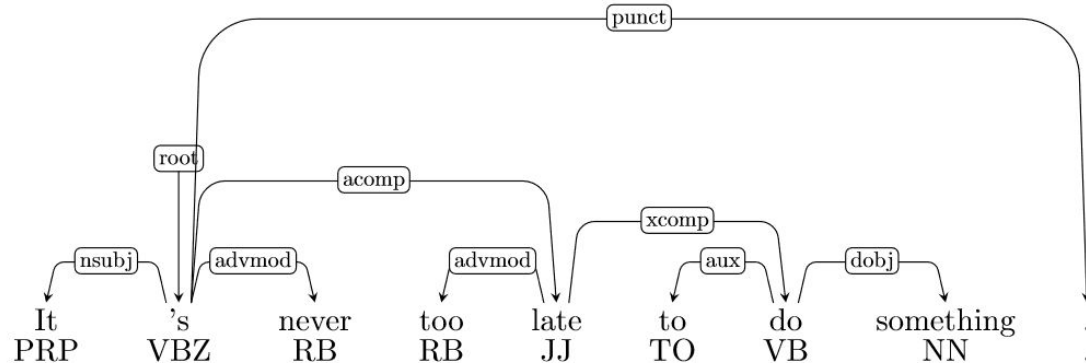 punct
root
acomp
xcomp
nsubj advmod advmod aux dobj
It 's never too late to do something .
PRP VBZ RB RB JJ TO VB NN .